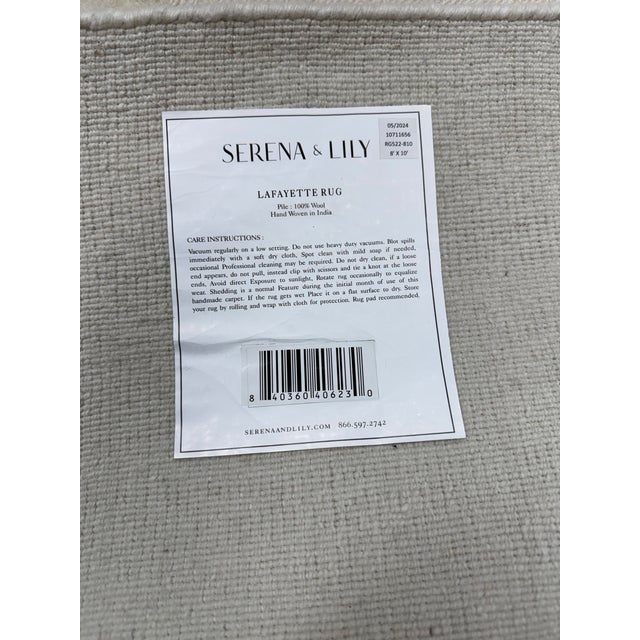 05/2024
10711656
RG522-810
8' X 10'
SERENA & LILY
LAFAYETTE RUG
Pile : 100% Wool
Hand Woven in India
CARE INSTRUCTIONS :
Vacuum regularly on a low setting. Do not use heavy duty vacuums. Blot spills
immediately with a soft dry cloth, Spot clean with mild soap if needed,
occasional Professional cleaning may be required. Do not dry clean, if a loose
end appears, do not pull, instead clip with scissors and tie a knot at the loose
ends. Avoid direct Exposure to sunlight, Rotate rug occasionally to equalize
wear. Shedding is a normal Feature during the initial month of use of this
handmade carpet. If the rug gets wet Place it on a flat surface to dry. Store
your rug by rolling and wrap with cloth for protection. Rug pad recommended.
8 40360 40623 0
SERENAANDLILY.COM 866.597.2742